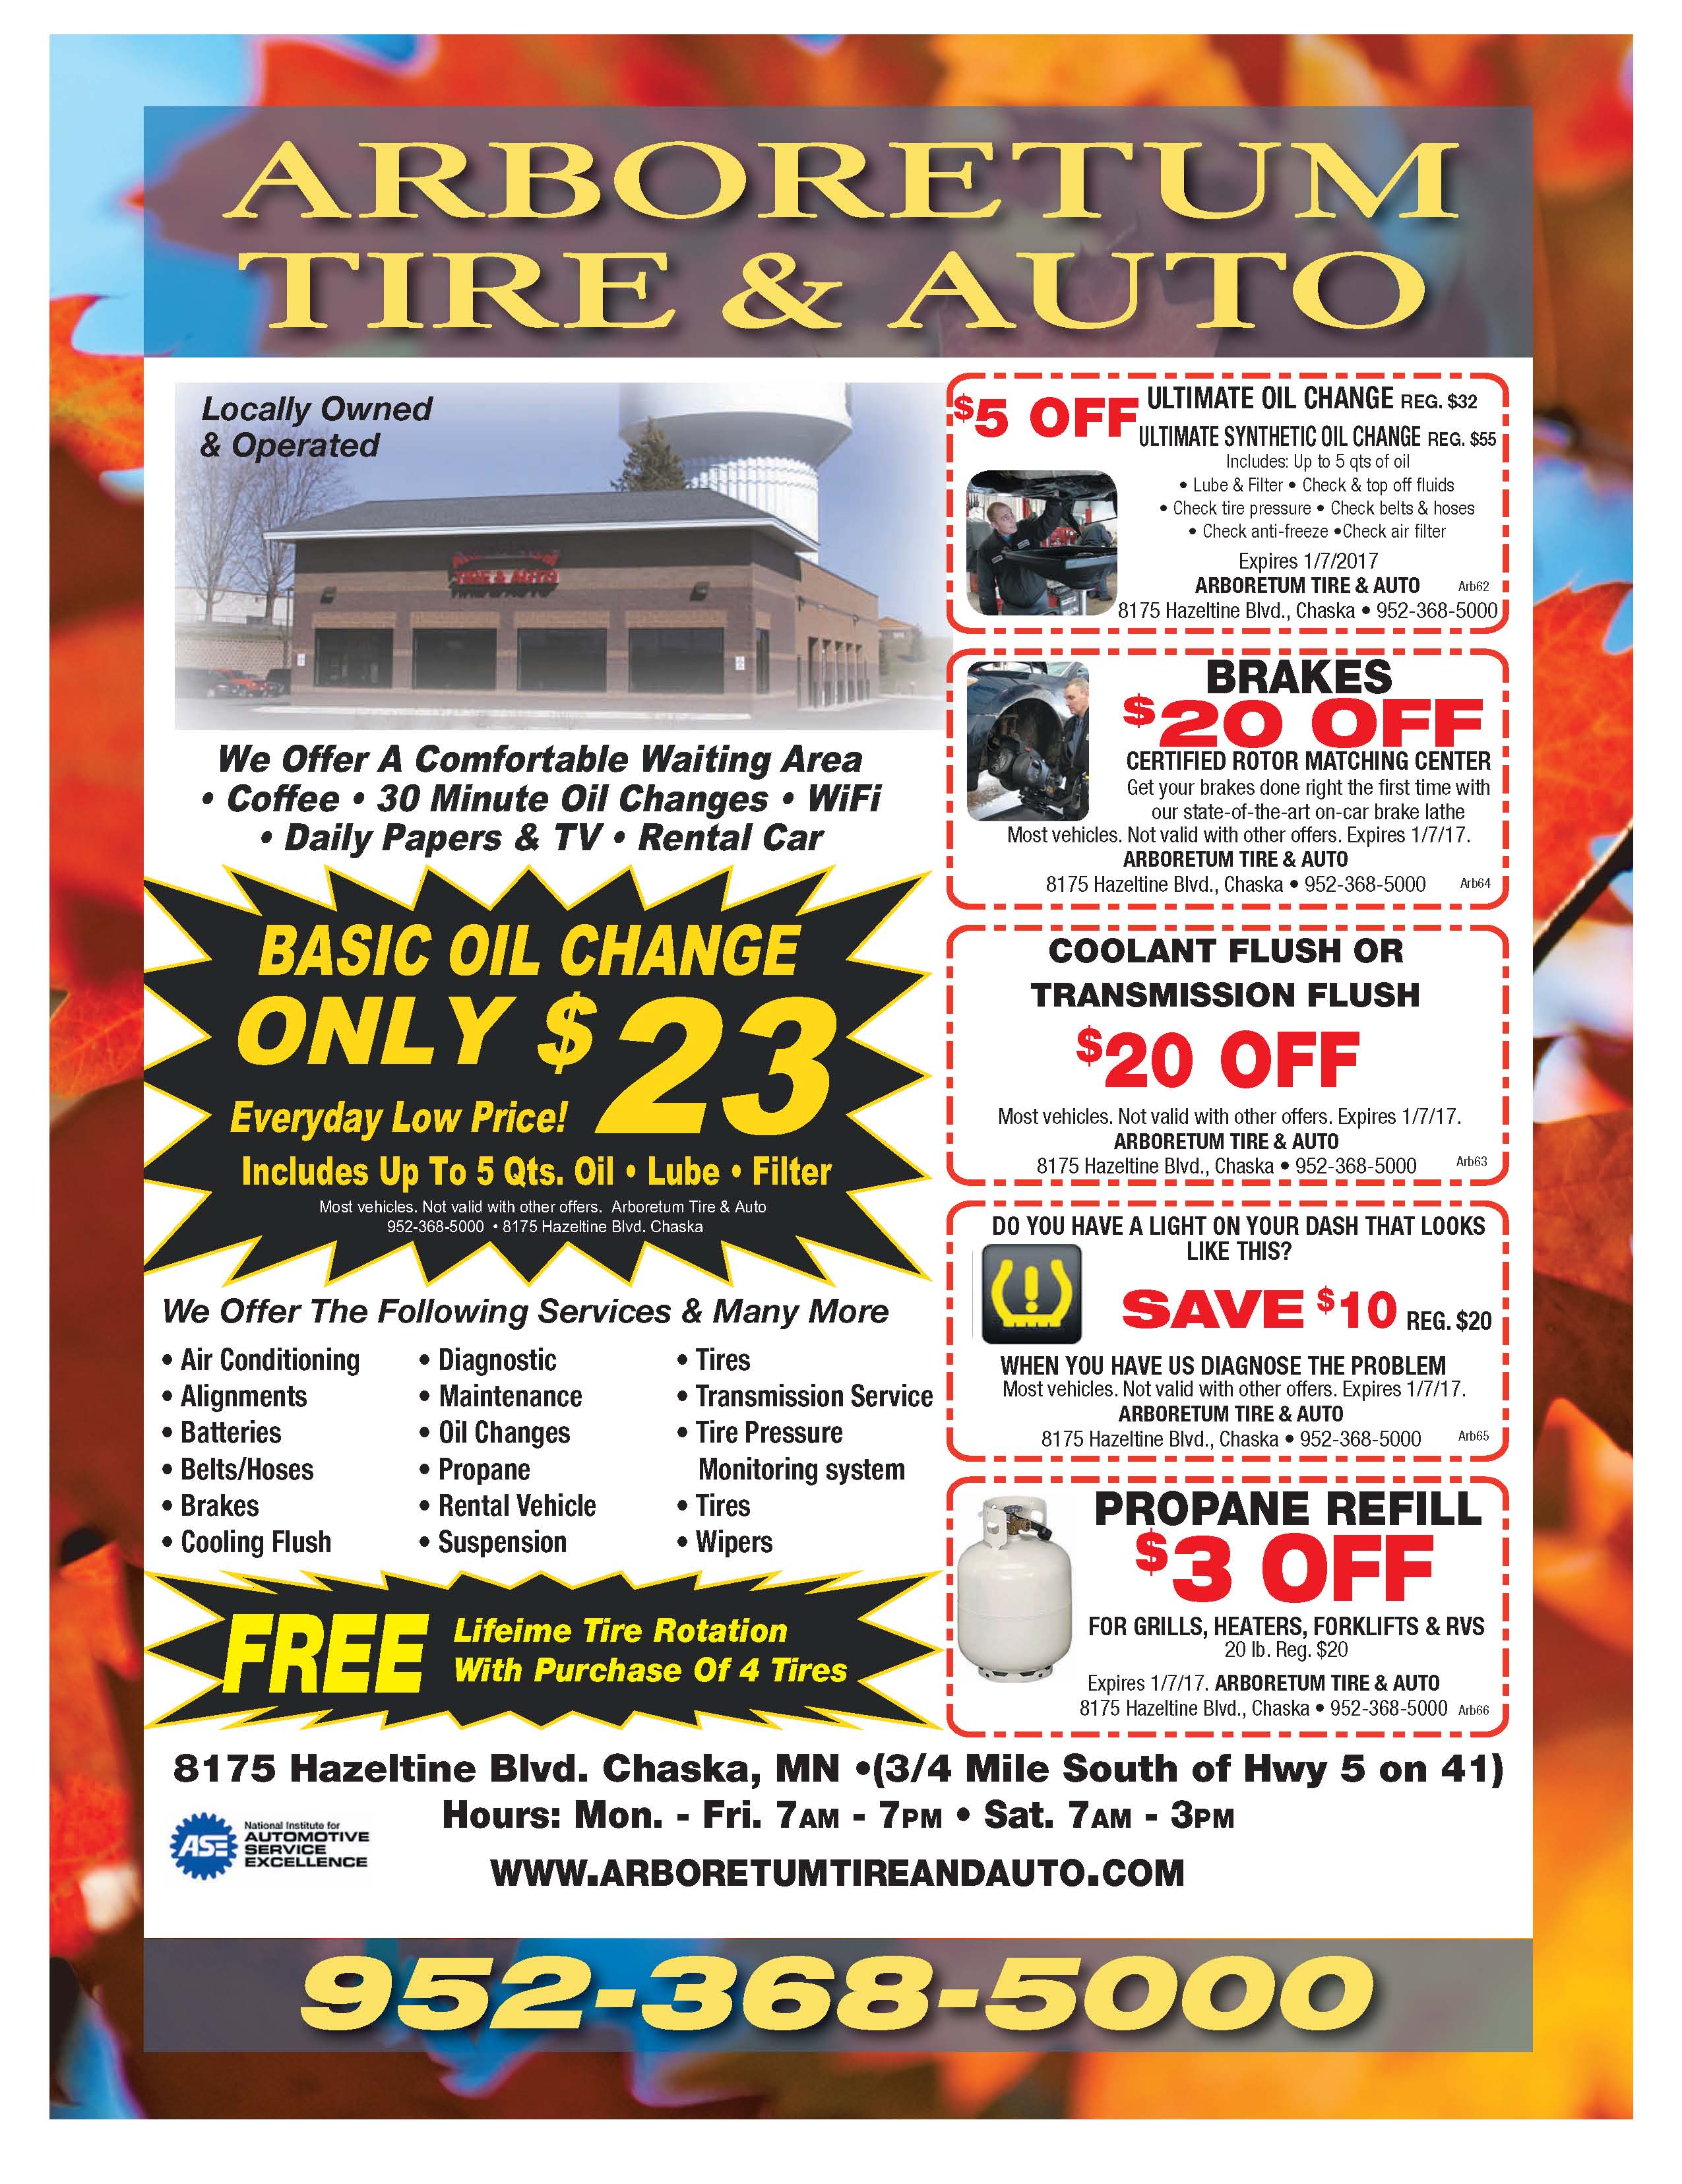 ARBORETUM
TIRE & AUTO
Locally Owned
& Operated
TIRE & AUTO
We Offer A Comfortable Waiting Area
• Coffee • 30 Minute Oil Changes • WiFi
• Daily Papers & TV • Rental Car
BASIC OIL CHANGE
ONLY $23
Everyday Low Price!
Includes Up To 5 Qts. Oil • Lube • Filter
Most vehicles. Not valid with other offers. Arboretum Tire & Auto
952-368-5000 • 8175 Hazeltine Blvd. Chaska
We Offer The Following Services & Many More
• Air Conditioning
• Alignments
• Batteries
• Belts/Hoses
• Brakes
• Cooling Flush
• Diagnostic
• Maintenance
• Oil Changes
• Propane
• Rental Vehicle
• Suspension
• Tires
• Transmission Service
• Tire Pressure
Monitoring system
• Tires
• Wipers
FREE
Lifeime Tire Rotation
With Purchase Of 4 Tires
$5 OFF
ULTIMATE OIL CHANGE REG. $32
ULTIMATE SYNTHETIC OIL CHANGE REG. $55
Includes: Up to 5 qts of oil
• Lube & Filter • Check & top off fluids
• Check tire pressure • Check belts & hoses
• Check anti-freeze •Check air filter
Expires 1/7/2017
ARBORETUM TIRE & AUTO Arb62
8175 Hazeltine Blvd., Chaska • 952-368-5000
BRAKES
$20 OFF
CERTIFIED ROTOR MATCHING CENTER
Get your brakes done right the first time with
our state-of-the-art on-car brake lathe
Most vehicles. Not valid with other offers. Expires 1/7/17.
ARBORETUM TIRE & AUTO
8175 Hazeltine Blvd., Chaska • 952-368-5000 Arb64
COOLANT FLUSH OR
TRANSMISSION FLUSH
$20 OFF
Most vehicles. Not valid with other offers. Expires 1/7/17.
ARBORETUM TIRE & AUTO
8175 Hazeltine Blvd., Chaska • 952-368-5000 Arb63
DO YOU HAVE A LIGHT ON YOUR DASH THAT LOOKS
LIKE THIS?
SAVE $10 REG. $20
WHEN YOU HAVE US DIAGNOSE THE PROBLEM
Most vehicles. Not valid with other offers. Expires 1/7/17.
ARBORETUM TIRE & AUTO
8175 Hazeltine Blvd., Chaska • 952-368-5000 Arb65
PROPANE REFILL
$3 OFF
FOR GRILLS, HEATERS, FORKLIFTS & RVS
20 lb. Reg. $20
Expires 1/7/17. ARBORETUM TIRE & AUTO
8175 Hazeltine Blvd., Chaska • 952-368-5000 Arb66
8175 Hazeltine Blvd. Chaska, MN •(3/4 Mile South of Hwy 5 on 41)
Hours: Mon. - Fri. 7AM - 7PM • Sat. 7AM - 3PM
ASE
National Institute for
AUTOMOTIVE
SERVICE
EXCELLENCE
WWW.ARBORETUMTIREANDAUTO.COM
952-368-5000